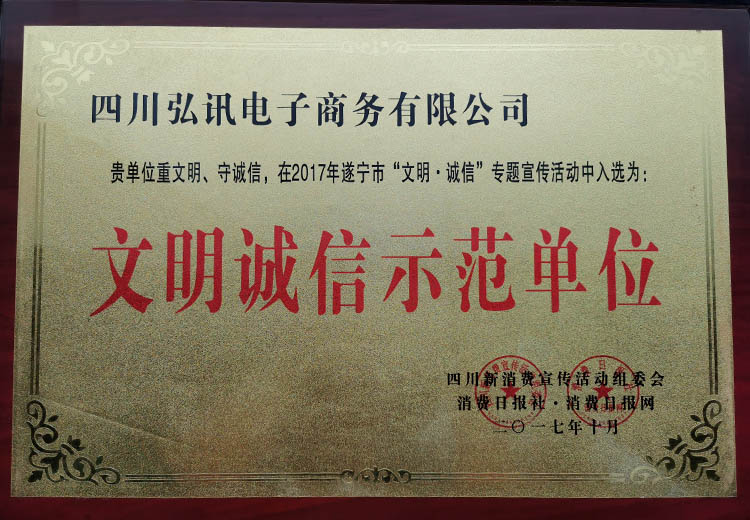 四川弘讯电子商务有限公司
贵单位重文明、守诚信，在2017年遂宁市“文明·诚信”专题宣传活动中入选为：
文明诚信示范单位
四川新消费宣传活动组委会
消费日报社·消费日报网
二〇一七年十月